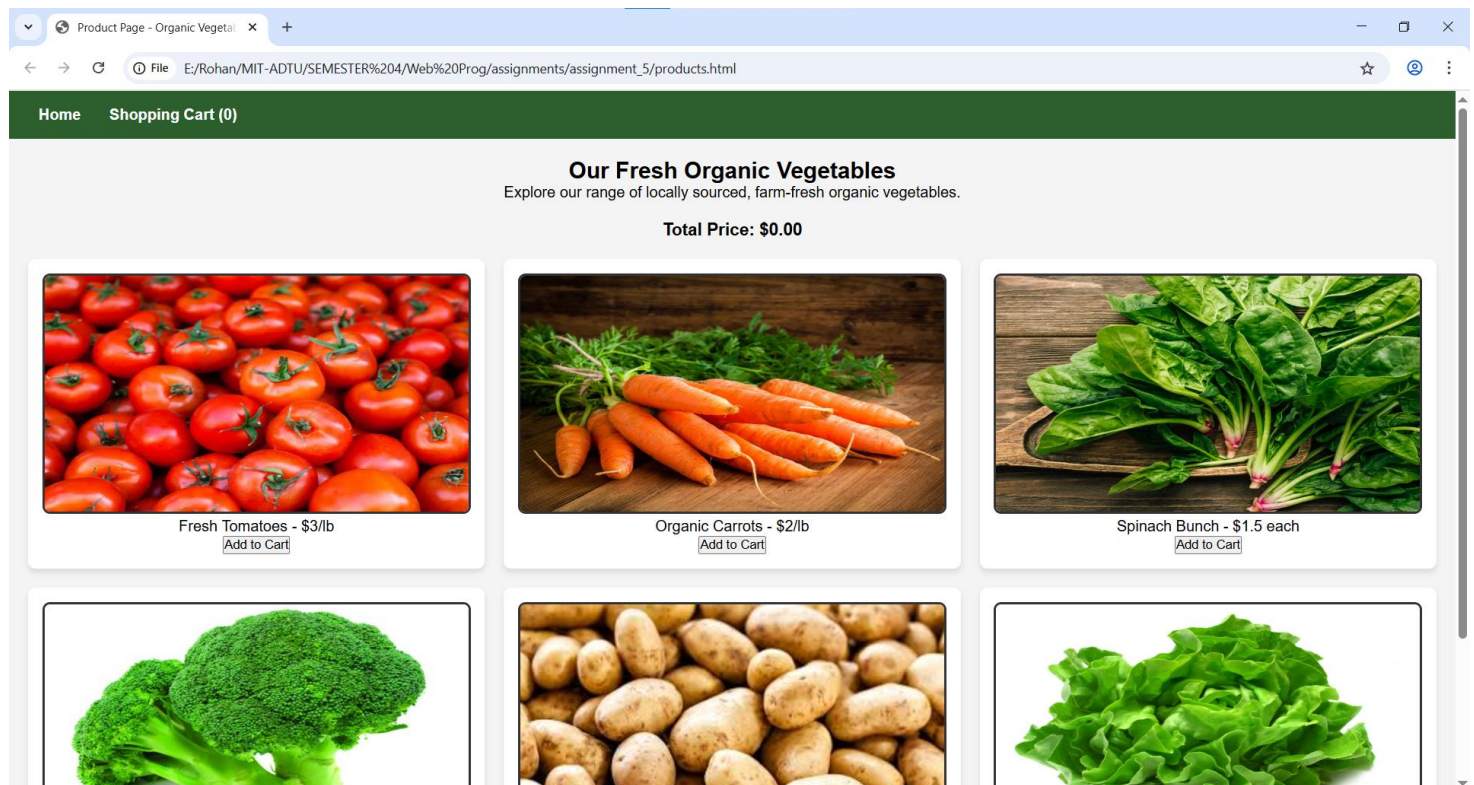 Product Page - Organic Vegetal
File E:/Rohan/MIT-ADTU/SEMESTER%204/Web%20Prog/assignments/assignment_5/products.html
Home Shopping Cart (0)
Our Fresh Organic Vegetables
Explore our range of locally sourced, farm-fresh organic vegetables.
Total Price: $0.00
Fresh Tomatoes - $3/lb
Add to Cart
Organic Carrots - $2/lb
Add to Cart
Spinach Bunch - $1.5 each
Add to Cart